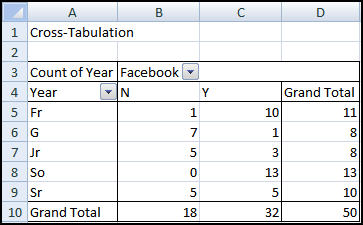 A B C D
1 Cross-Tabulation
2
3 Count of Year Facebook
4 Year N Y Grand Total
5 Fr 1 10 11
6 G 7 1 8
7 Jr 5 3 8
8 So 0 13 13
9 Sr 5 5 10
10 Grand Total 18 32 50